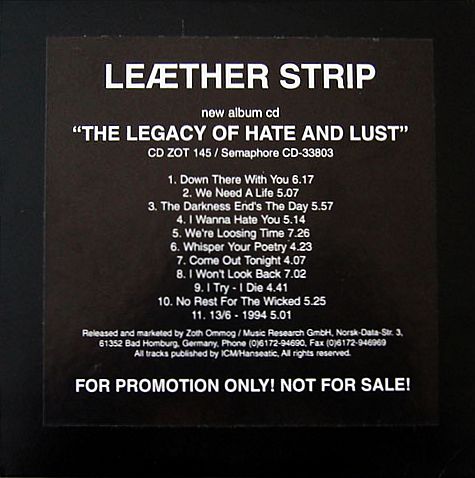 LEÆTHER STRIP
new album cd
“THE LEGACY OF HATE AND LUST”
CD ZOT 145 / Semaphore CD-33803
1. Down There With You 6.17
2. We Need A Life 5.07
3. The Darkness End's The Day 5.57
4. I Wanna Hate You 5.14
5. We're Loosing Time 7.26
6. Whisper Your Poetry 4.23
7. Come Out Tonight 4.07
8. I Won't Look Back 7.02
9. I Try - I Die 4.41
10. No Rest For The Wicked 5.25
11. 13/6 - 1994 5.01
Released and marketed by Zoth Ommog / Music Research GmbH, Norsk-Data-Str. 3,
61352 Bad Homburg, Germany, Phone (0)6172-94690, Fax (0)6172-946969
All tracks published by ICM/Hanseatic, All rights reserved.
FOR PROMOTION ONLY! NOT FOR SALE!